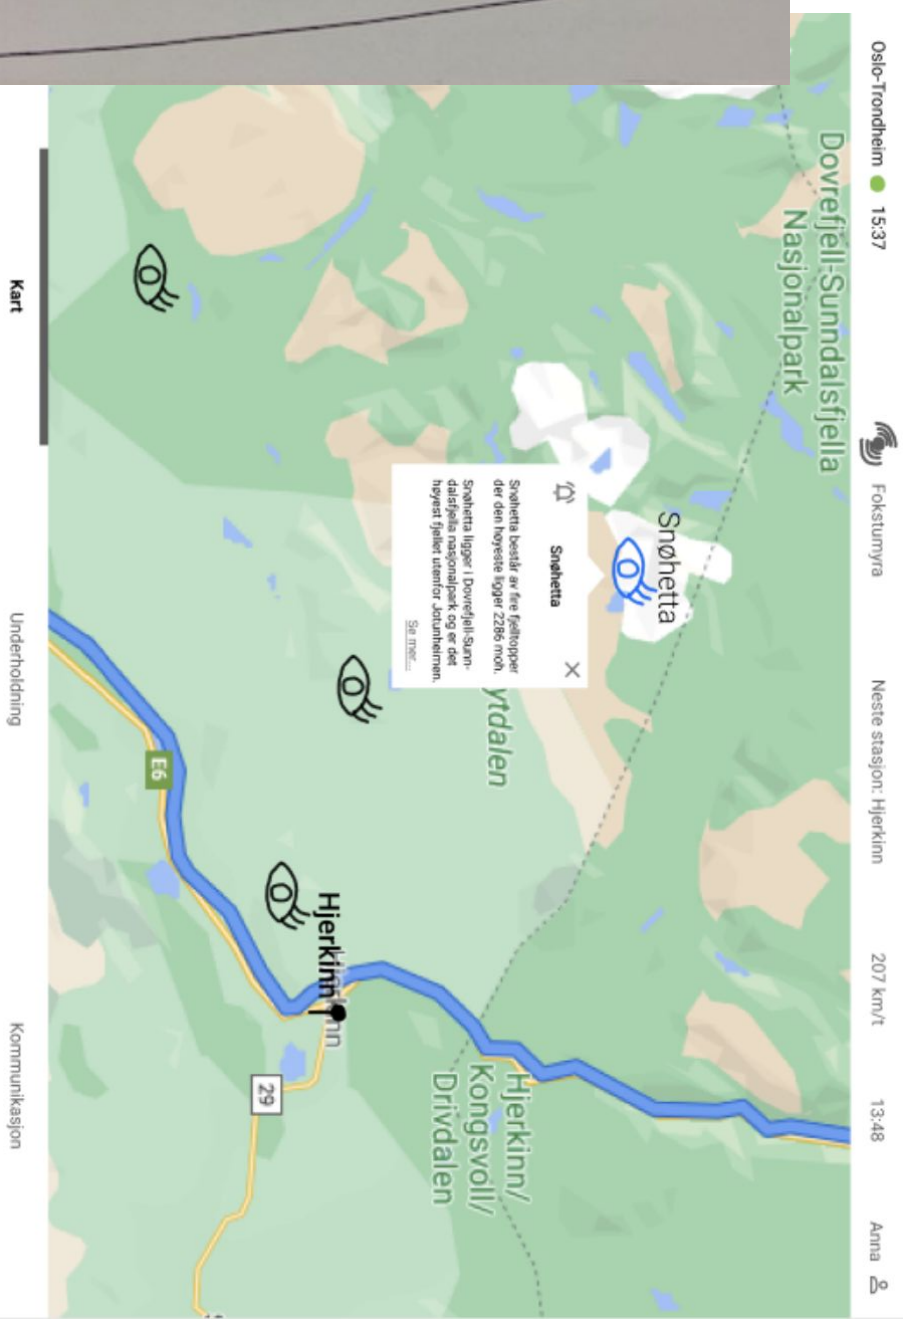 Oslo-Trondheim 15:37 Fokstumyra Neste stasjon: Hjerkinn 207 km/t 13:48 Anna
Dovrefjell-Sunndalsfjella
Nasjonalpark
Snøhetta
Snøhetta
Snøhetta består av fire fjelltopper
der den høyeste ligger 2286 moh.
Snøhetta ligger i Dovrefjell-Sunn-
dalsfjella nasjonalpark og er det
høyest fjellet utenfor Jotunheimen.
Se mer...
ytdalen
Hjerkinn/
Kongsvoll/
Drivdalen
Hjerkinn
29
E6
Kart Underholdning Kommunikasjon